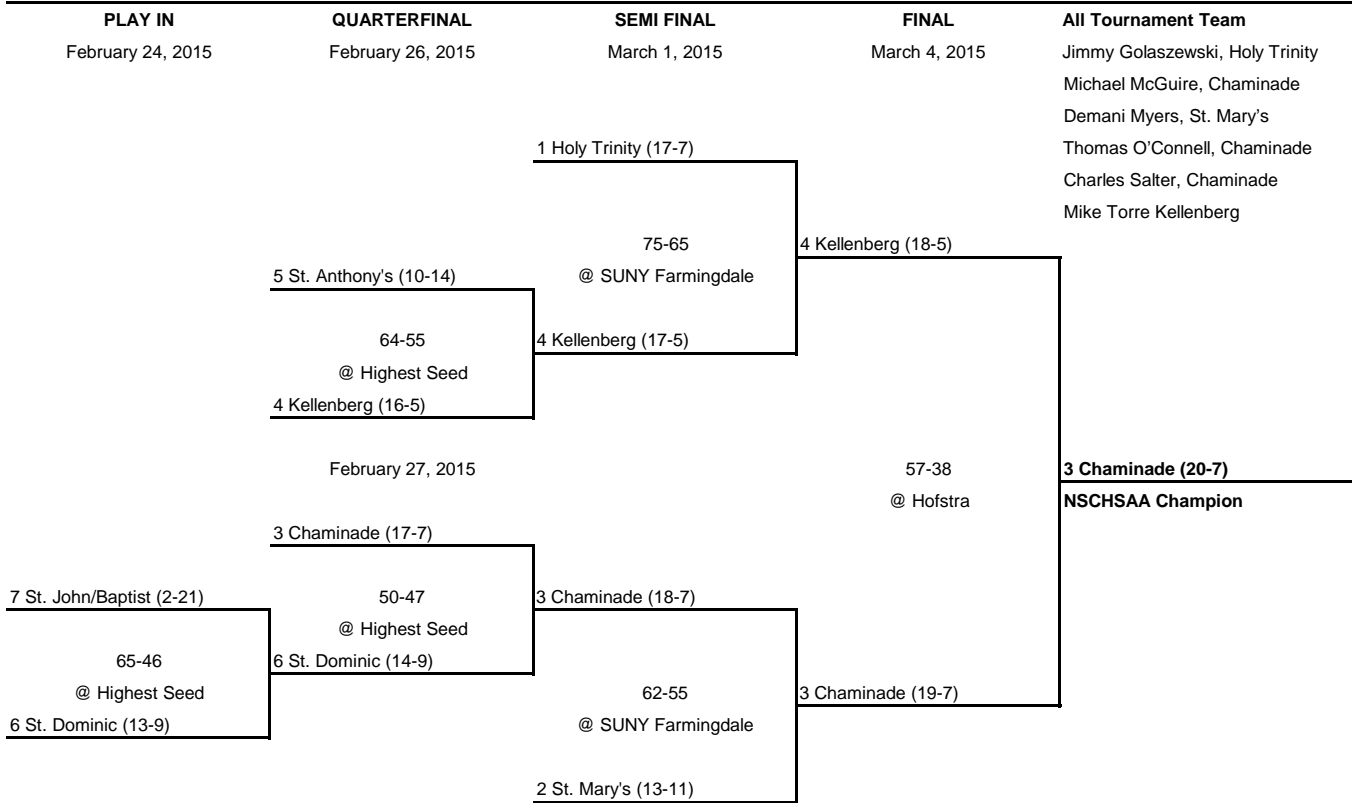 PLAY IN QUARTERFINAL SEMI FINAL FINAL All Tournament Team
February 24, 2015 February 26, 2015 March 1, 2015 March 4, 2015 Jimmy Golaszewski, Holy Trinity
Michael McGuire, Chaminade
Demani Myers, St. Mary’s
1 Holy Trinity (17-7) Thomas O’Connell, Chaminade
Charles Salter, Chaminade
Mike Torre Kellenberg
75-65 4 Kellenberg (18-5)
5 St. Anthony's (10-14) @ SUNY Farmingdale
64-55 4 Kellenberg (17-5)
@ Highest Seed
4 Kellenberg (16-5)
February 27, 2015 57-38 3 Chaminade (20-7)
@ Hofstra NSCHSAA Champion
3 Chaminade (17-7)
7 St. John/Baptist (2-21) 50-47 3 Chaminade (18-7)
@ Highest Seed
65-46 6 St. Dominic (14-9)
@ Highest Seed 62-55 3 Chaminade (19-7)
6 St. Dominic (13-9) @ SUNY Farmingdale
2 St. Mary's (13-11)